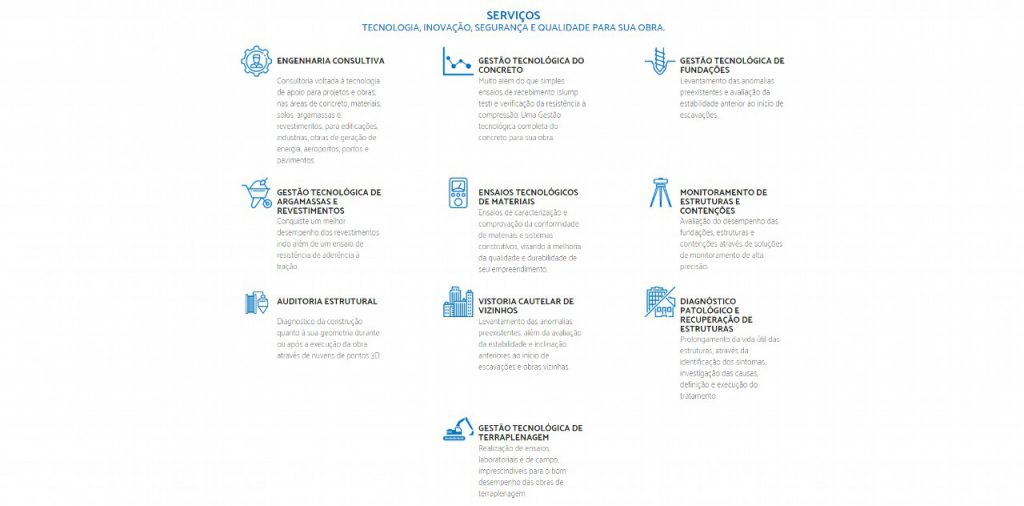 SERVIÇOS
TECNOLOGIA, INOVAÇÃO, SEGURANÇA E QUALIDADE PARA SUA OBRA.
ENGENHARIA CONSULTIVA
Consultoria voltada à tecnologia
de apoio para projetos e obras,
nas áreas de concreto, materiais,
solos, argamassas e
revestimentos, para edificações,
industrias, obras de geração de
energia, aeroportos, portos e
pavimentos.
GESTÃO TECNOLÓGICA DO
CONCRETO
Muito além do que simples
ensaios de recebimento (slump
test) e verificação da resistência à
compressão. Uma Gestão
tecnológica completa do
concreto para sua obra.
GESTÃO TECNOLÓGICA DE
FUNDAÇÕES
Levantamento das anomalias
preexistentes e avaliação da
estabilidade anterior ao início de
escavações.
GESTÃO TECNOLÓGICA DE
ARGAMASSAS E
REVESTIMENTOS
Conquiste um melhor
desempenho dos revestimentos
indo além de um ensaio de
resistência de aderência à
tração.
ENSAIOS TECNOLÓGICOS
DE MATERIAIS
Ensaios de caracterização e
comprovação da conformidade
de materiais e sistemas
construtivos, visando à melhoria
da qualidade e durabilidade de
seu empreendimento.
MONITORAMENTO DE
ESTRUTURAS E
CONTENÇÕES
Avaliação do desempenho das
fundações, estruturas e
contenções através de soluções
de monitoramento de alta
precisão.
AUDITORIA ESTRUTURAL
Diagnostico da construção
quanto à sua geometria durante
ou após a execução da obra
através de nuvens de pontos 3D.
VISTORIA CAUTELAR DE
VIZINHOS
Levantamento das anomalias
preexistentes, além da avaliação
da estabilidade e inclinação
anteriores ao início de
escavações e obras vizinhas.
DIAGNÓSTICO
PATOLÓGICO E
RECUPERAÇÃO DE
ESTRUTURAS
Prolongamento da vida útil das
estruturas, através da
identificação dos sintomas,
investigação das causas,
definição e execução do
tratamento.
GESTÃO TECNOLÓGICA DE
TERRAPLENAGEM
Realização de ensaios
laboratoriais e de campo,
imprescindíveis para o bom
desempenho das obras de
terraplenagem.